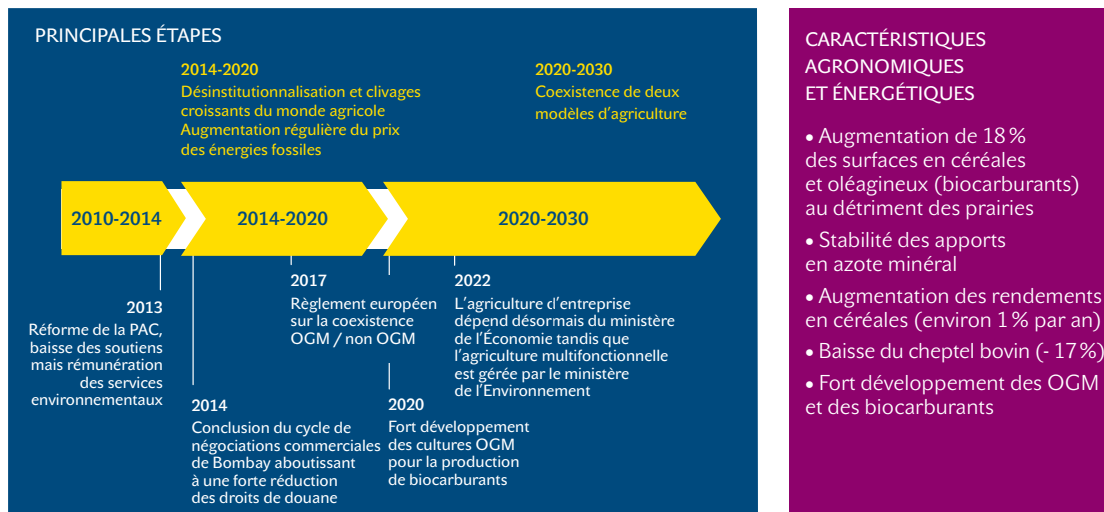 PRINCIPALES ÉTAPES
2014-2020
Désinstitutionnalisation et clivages
croissants du monde agricole
Augmentation régulière du prix
des énergies fossiles
2020-2030
Coexistence de deux
modèles d'agriculture
2010-2014
2014-2020
2020-2030
2013
Réforme de la PAC,
baisse des soutiens
mais rémunération
des services
environnementaux
2014
Conclusion du cycle de
négociations commerciales
de Bombay aboutissant
à une forte réduction
des droits de douane
2017
Règlement européen
sur la coexistence
OGM / non OGM
2020
Fort développement
des cultures OGM
pour la production
de biocarburants
2022
L'agriculture d'entreprise
dépend désormais du ministère
de l'Économie tandis que
l'agriculture multifonctionnelle
est gérée par le ministère
de l'Environnement
CARACTÉRISTIQUES
AGRONOMIQUES
ET ÉNERGÉTIQUES
• Augmentation de 18 %
des surfaces en céréales
et oléagineux (biocarburants)
au détriment des prairies
• Stabilité des apports
en azote minéral
• Augmentation des rendements
en céréales (environ 1 % par an)
• Baisse du cheptel bovin (- 17 %)
• Fort développement des OGM
et des biocarburants